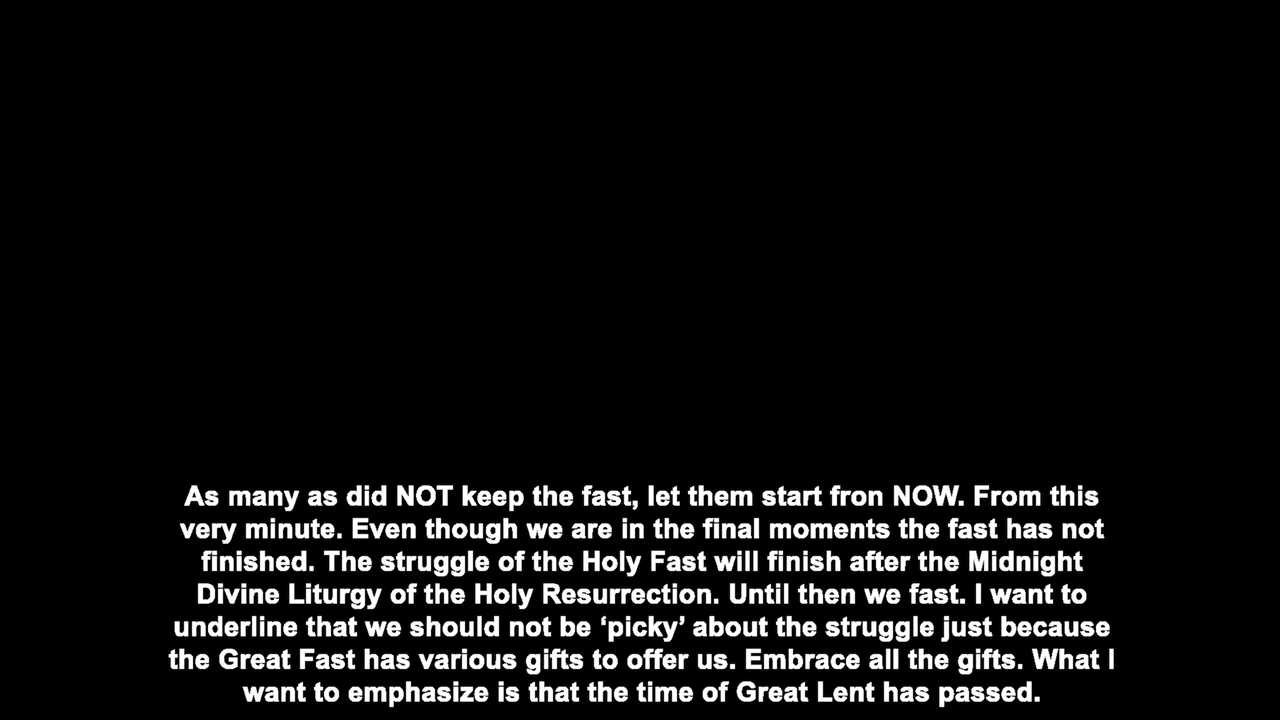 As many as did NOT keep the fast, let them start fron NOW. From this
very minute. Even though we are in the final moments the fast has not
finished. The struggle of the Holy Fast will finish after the Midnight
Divine Liturgy of the Holy Resurrection. Until then we fast. I want to
underline that we should not be ‘picky’ about the struggle just because
the Great Fast has various gifts to offer us. Embrace all the gifts. What I
want to emphasize is that the time of Great Lent has passed.